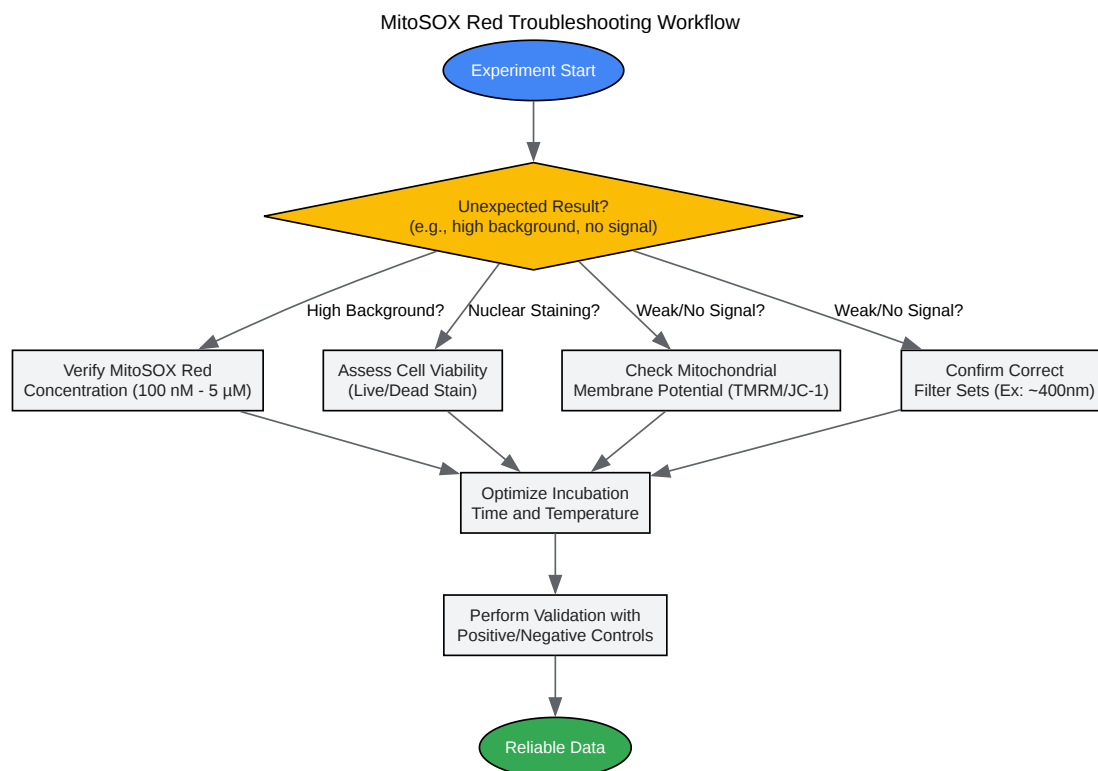 MitoSOX Red Troubleshooting Workflow
Experiment Start
Unexpected Result?
(e.g., high background, no signal)
High Background?
Nuclear Staining?
Weak/No Signal?
Weak/No Signal?
Verify MitoSOX Red
Concentration (100 nM - 5 µM)
Assess Cell Viability
(Live/Dead Stain)
Check Mitochondrial
Membrane Potential (TMRM/JC-1)
Confirm Correct
Filter Sets (Ex: ~400nm)
Optimize Incubation
Time and Temperature
Perform Validation with
Positive/Negative Controls
Reliable Data